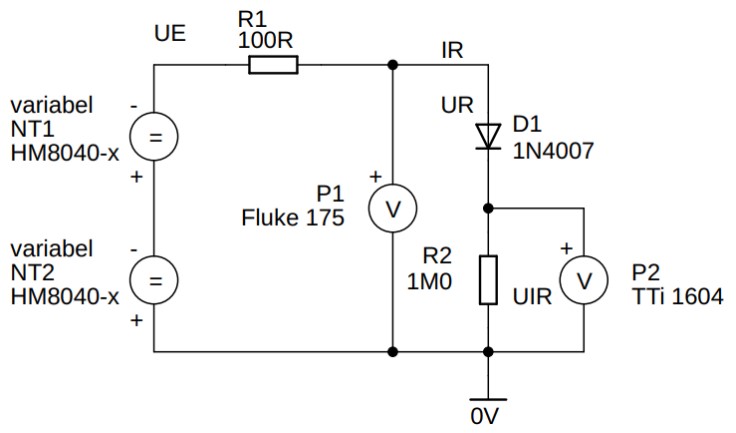 UE
R1
100R
IR
variabel
NT1
HM8040-x
-
=
+
UR
D1
1N4007
P1
Fluke 175
+
V
variabel
NT2
HM8040-x
-
=
+
R2
1M0
UIR
+
V
P2
TTi 1604
0V